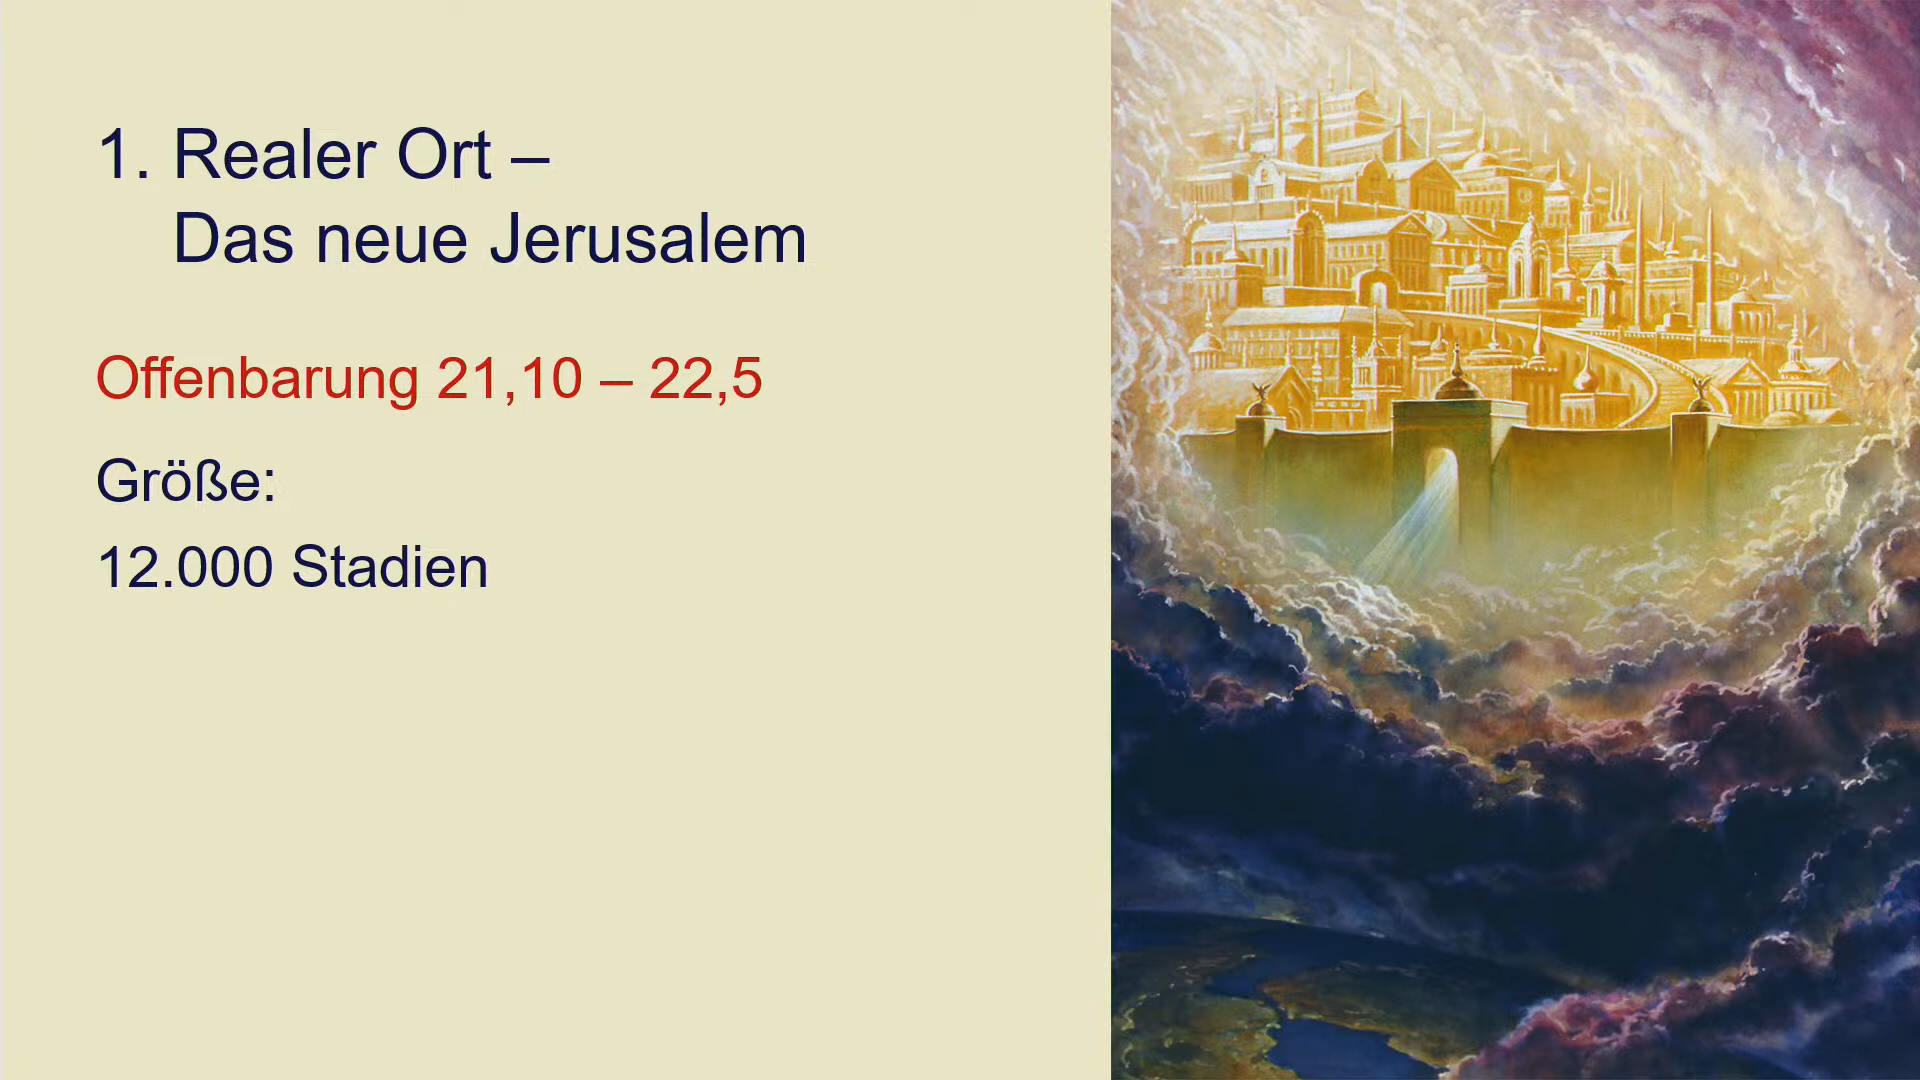 1. Realer Ort –
Das neue Jerusalem
Offenbarung 21,10 – 22,5
Größe:
12.000 Stadien